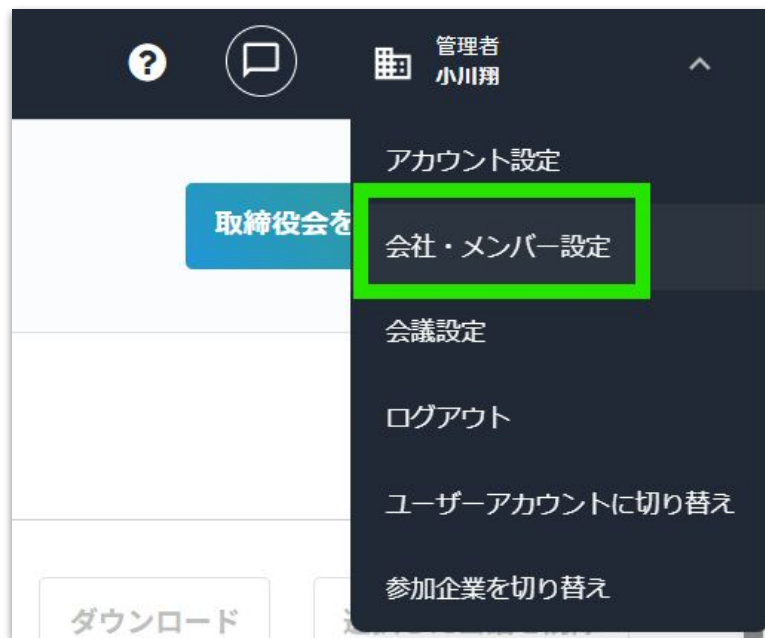 ?
管理者
小川翔
アカウント設定
取締役会を
会社・メンバー設定
会議設定
ログアウト
ユーザーアカウントに切り替え
参加企業を切り替え
ダウンロード